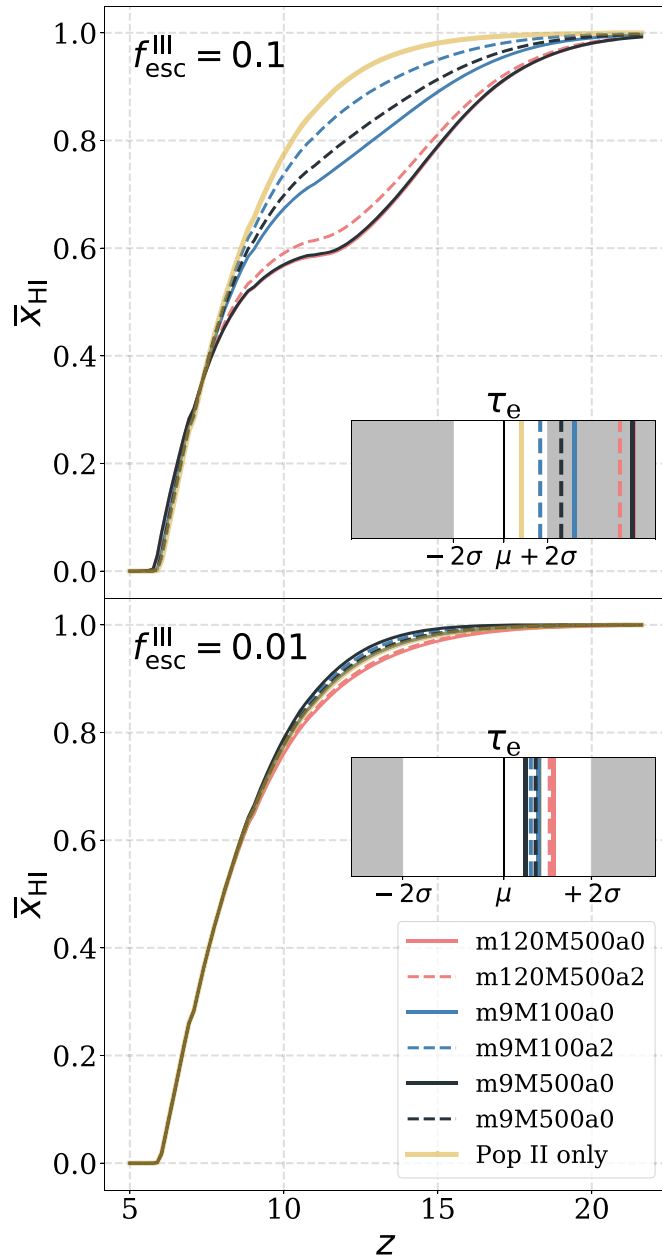 1.0
f_esc^III = 0.1
0.8
0.6
x̄_HI
0.4
τ_e
0.2
−2σ μ +2σ
0.0
1.0
f_esc^III = 0.01
0.8
τ_e
0.6
x̄_HI
−2σ μ +2σ
0.4
m120M500a0
m120M500a2
0.2
m9M100a0
m9M100a2
m9M500a0
m9M500a0
0.0
Pop II only
5 10 15 20
z